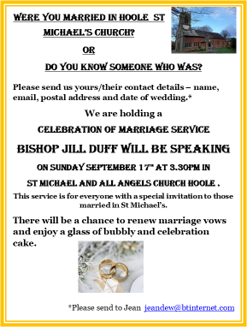 WERE YOU MARRIED IN HOOLE ST
MICHAEL'S CHURCH?
OR
DO YOU KNOW SOMEONE WHO WAS?
Please send us yours/their contact details – name,
email, postal address and date of wedding.*
We are holding a
CELEBRATION OF MARRIAGE SERVICE
BISHOP JILL DUFF WILL BE SPEAKING
ON SUNDAY SEPTEMBER 17TH AT 3.30PM IN
ST MICHAEL AND ALL ANGELS CHURCH HOOLE .
This service is for everyone with a special invitation to those
married in St Michael's.
There will be a chance to renew marriage vows
and enjoy a glass of bubbly and celebration
cake.
*Please send to Jean jeandew@btinternet.com